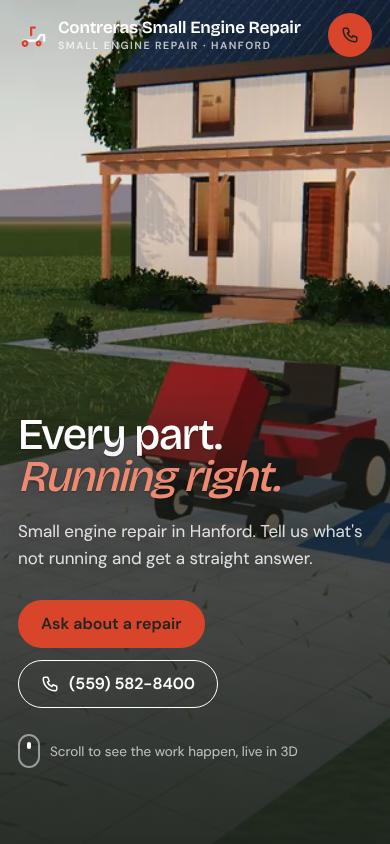 Contreras Small Engine Repair
SMALL ENGINE REPAIR · HANFORD
Every part.
Running right.
Small engine repair in Hanford. Tell us what's
not running and get a straight answer.
Ask about a repair
(559) 582-8400
Scroll to see the work happen, live in 3D